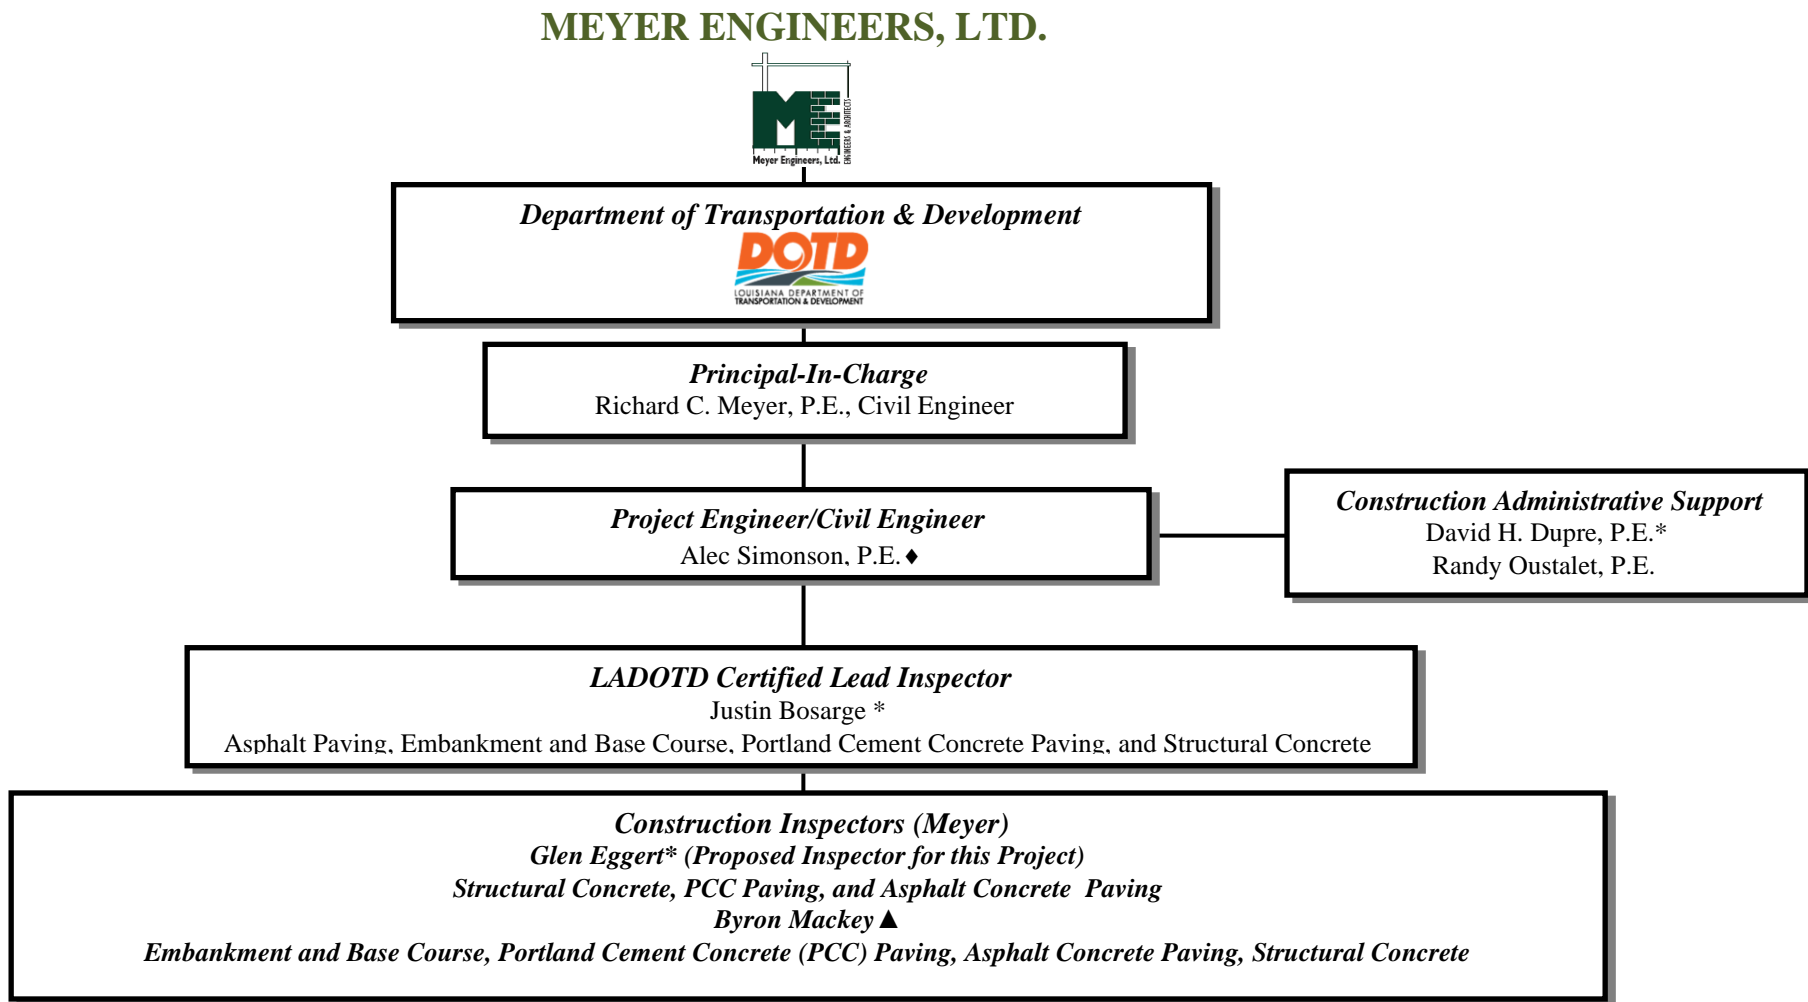 MEYER ENGINEERS, LTD.
ME
ENGINEERS & ARCHITECTS
Meyer Engineers, Ltd.
Department of Transportation & Development
DOTD
LOUISIANA DEPARTMENT OF
TRANSPORTATION & DEVELOPMENT
Principal-In-Charge
Richard C. Meyer, P.E., Civil Engineer
Project Engineer/Civil Engineer
Alec Simonson, P.E.♦
Construction Administrative Support
David H. Dupre, P.E.*
Randy Oustalet, P.E.
LADOTD Certified Lead Inspector
Justin Bosarge *
Asphalt Paving, Embankment and Base Course, Portland Cement Concrete Paving, and Structural Concrete
Construction Inspectors (Meyer)
Glen Eggert* (Proposed Inspector for this Project)
Structural Concrete, PCC Paving, and Asphalt Concrete Paving
Byron Mackey▲
Embankment and Base Course, Portland Cement Concrete (PCC) Paving, Asphalt Concrete Paving, Structural Concrete